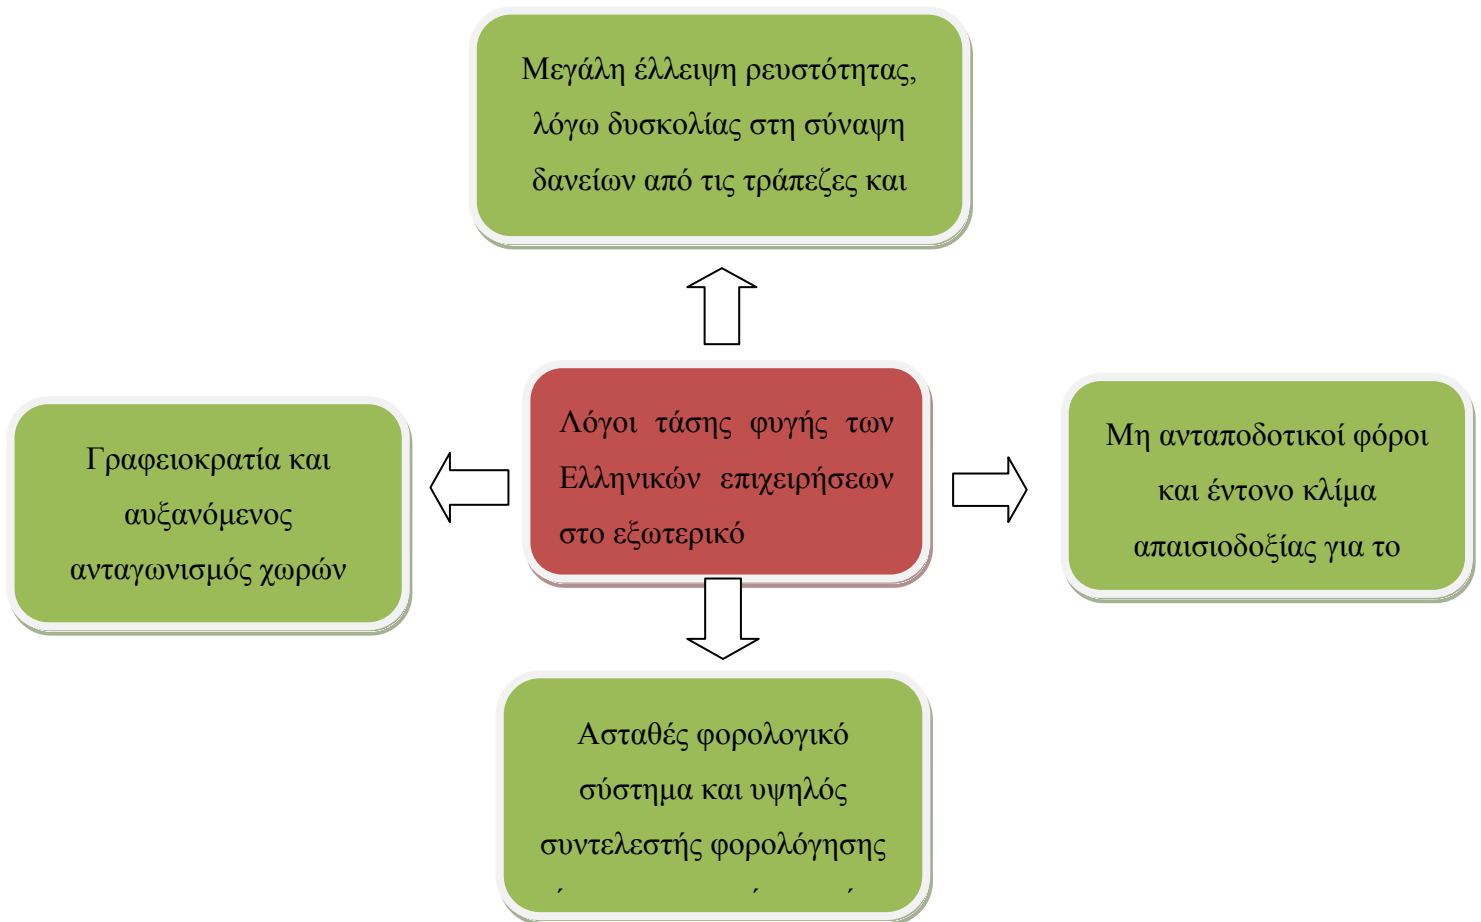 Μεγάλη έλλειψη ρευστότητας,
λόγω δυσκολίας στη σύναψη
δανείων από τις τράπεζες και
Γραφειοκρατία και
αυξανόμενος
ανταγωνισμός χωρών
Λόγοι τάσης φυγής των
Ελληνικών επιχειρήσεων
στο εξωτερικό
Μη ανταποδοτικοί φόροι
και έντονο κλίμα
απαισιοδοξίας για το
Ασταθές φορολογικό
σύστημα και υψηλός
συντελεστής φορολόγησης